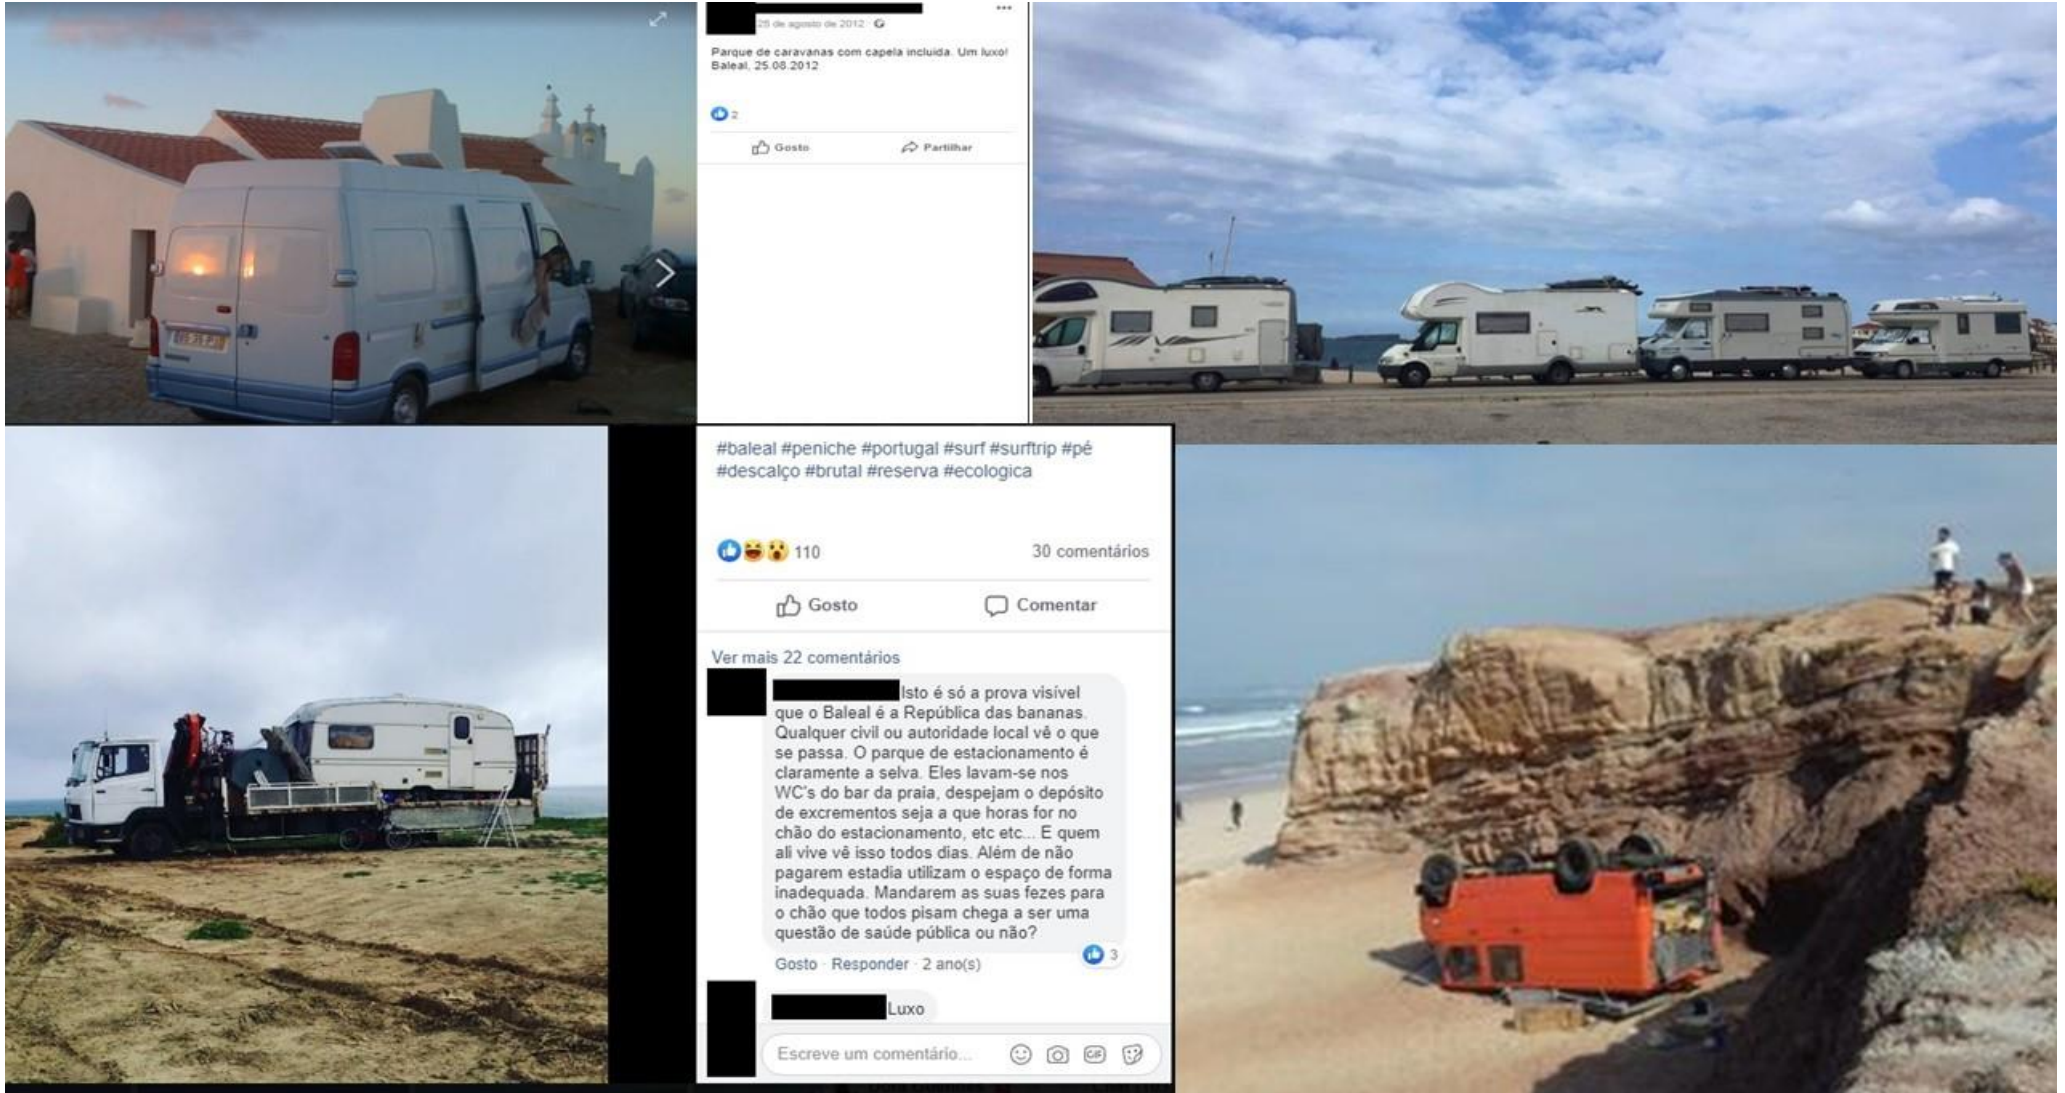 28 de agosto de 2012
Parque de caravanas com capela incluida. Um luxo!
Baleal, 25.08.2012
2
Gosto
Partilhar
#baleal #peniche #portugal #surf #surftrip #pé
#descalço #brutal #reserva #ecologica
110
30 comentários
Gosto
Comentar
Ver mais 22 comentários
Isto é só a prova visível
que o Baleal é a República das bananas.
Qualquer civil ou autoridade local vê o que
se passa. O parque de estacionamento é
claramente a selva. Eles lavam-se nos
WC's do bar da praia, despejam o depósito
de excrementos seja a que horas for no
chão do estacionamento, etc etc... E quem
ali vive vê isso todos dias. Além de não
pagarem estadia utilizam o espaço de forma
inadequada. Mandarem as suas fezes para
o chão que todos pisam chega a ser uma
questão de saúde pública ou não?
3
Gosto · Responder · 2 ano(s)
Luxo
Escreve um comentário...
GIF